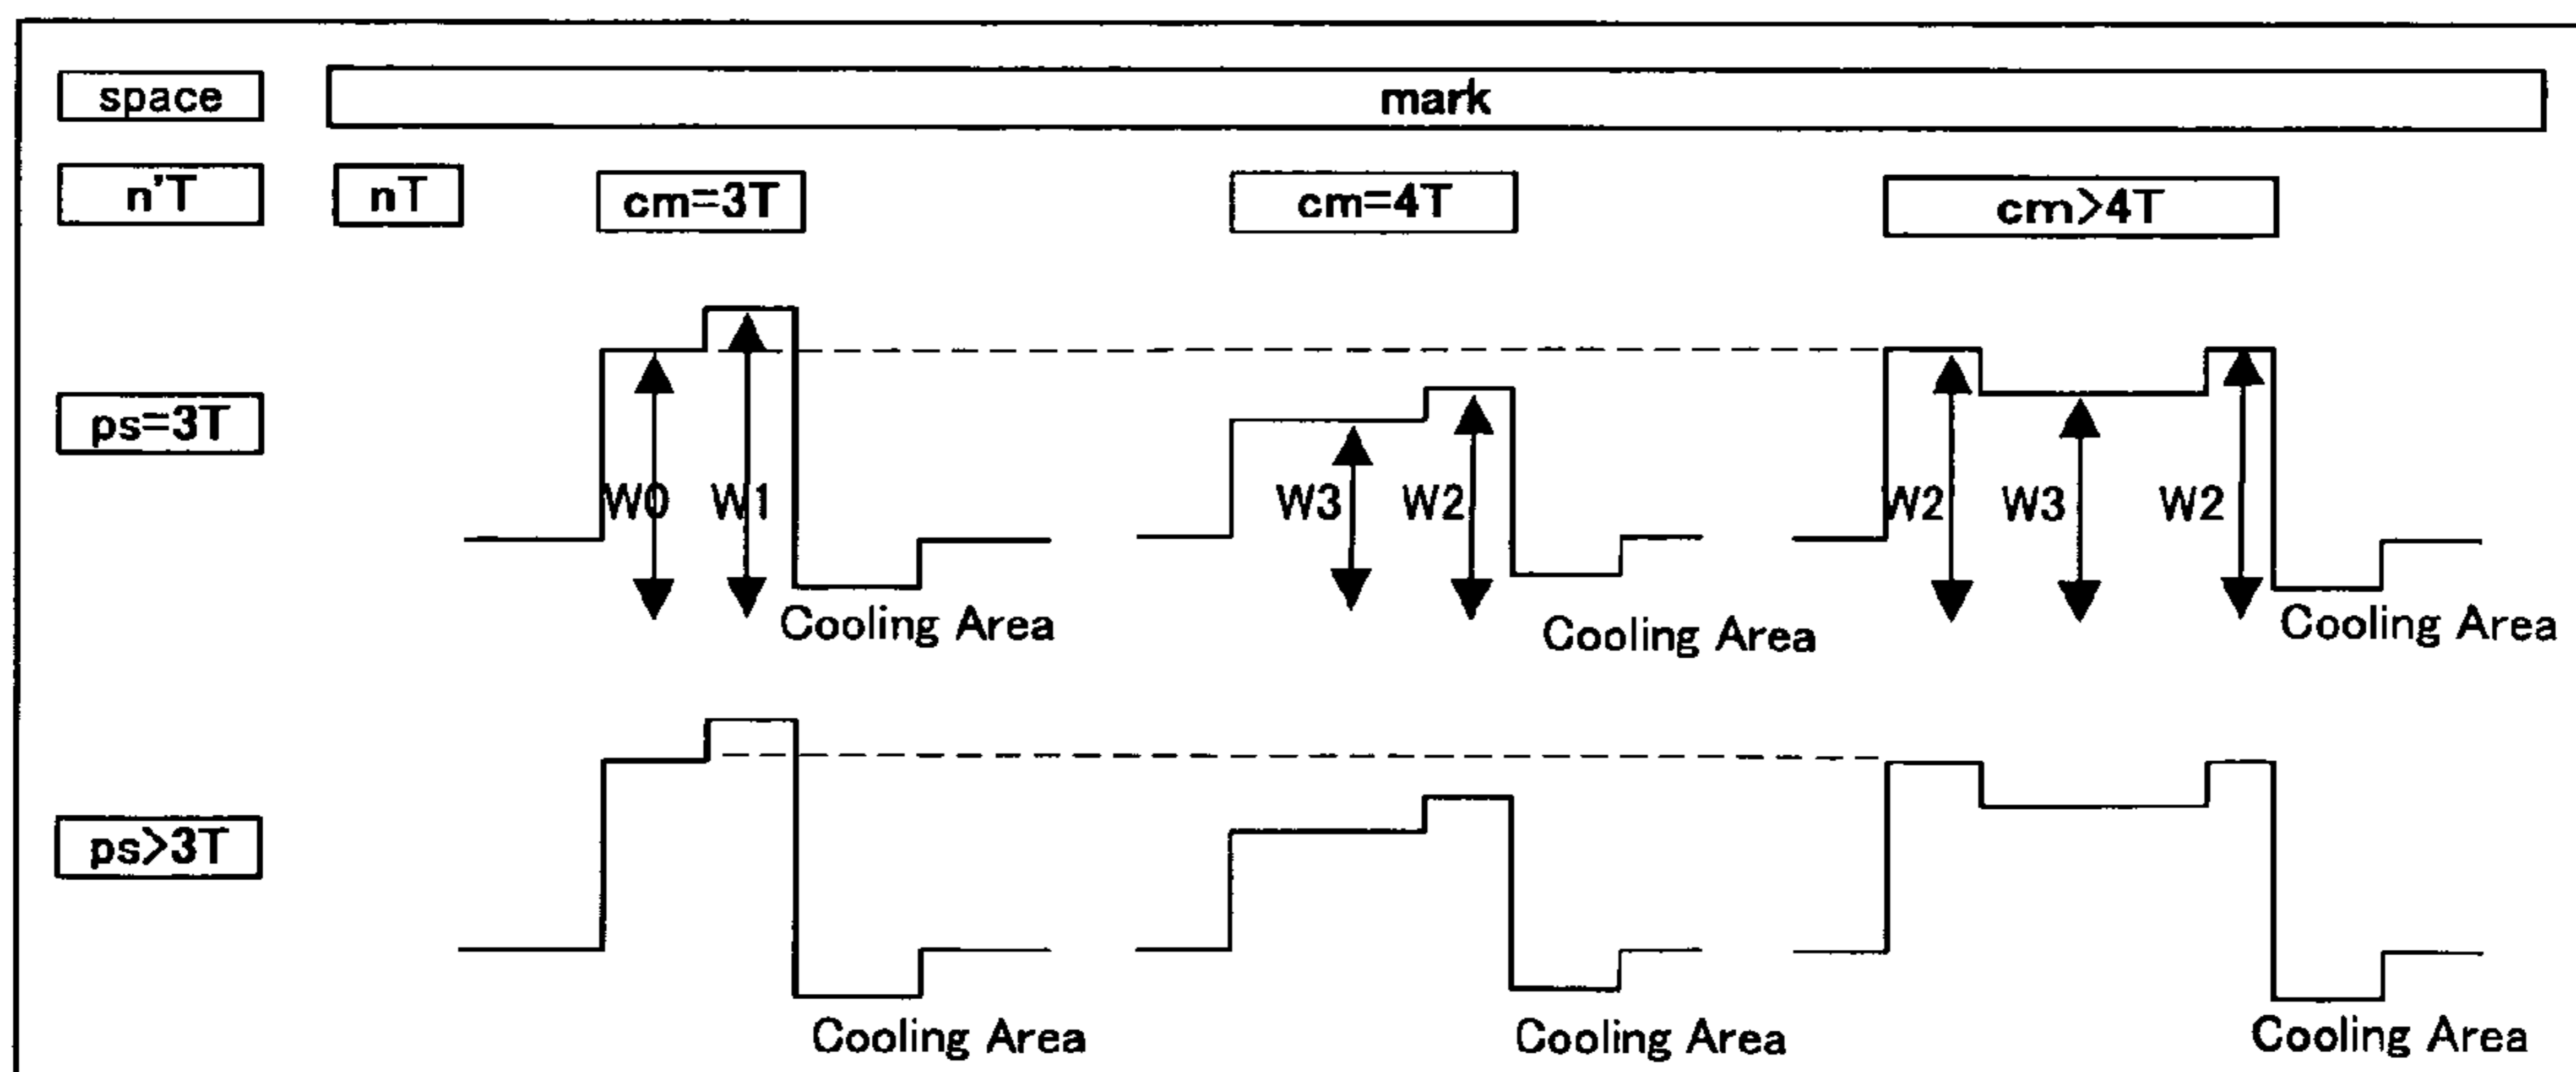 space mark
n'T nT cm=3T cm=4T cm>4T
ps=3T
W0 W1 W3 W2 W2 W3 W2
Cooling Area Cooling Area Cooling Area
ps>3T
Cooling Area Cooling Area Cooling Area